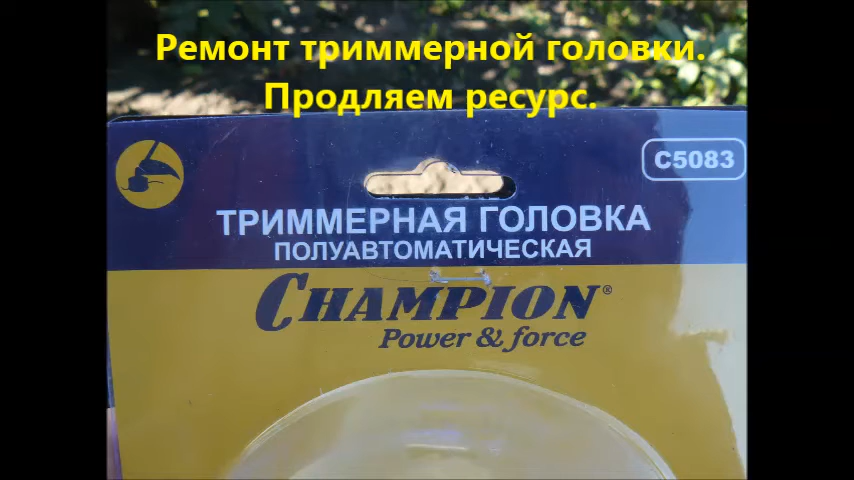 Ремонт триммерной головки.
Продляем ресурс.
C5083
ТРИММЕРНАЯ ГОЛОВКА
ПОЛУАВТОМАТИЧЕСКАЯ
CHAMPION®
Power & force